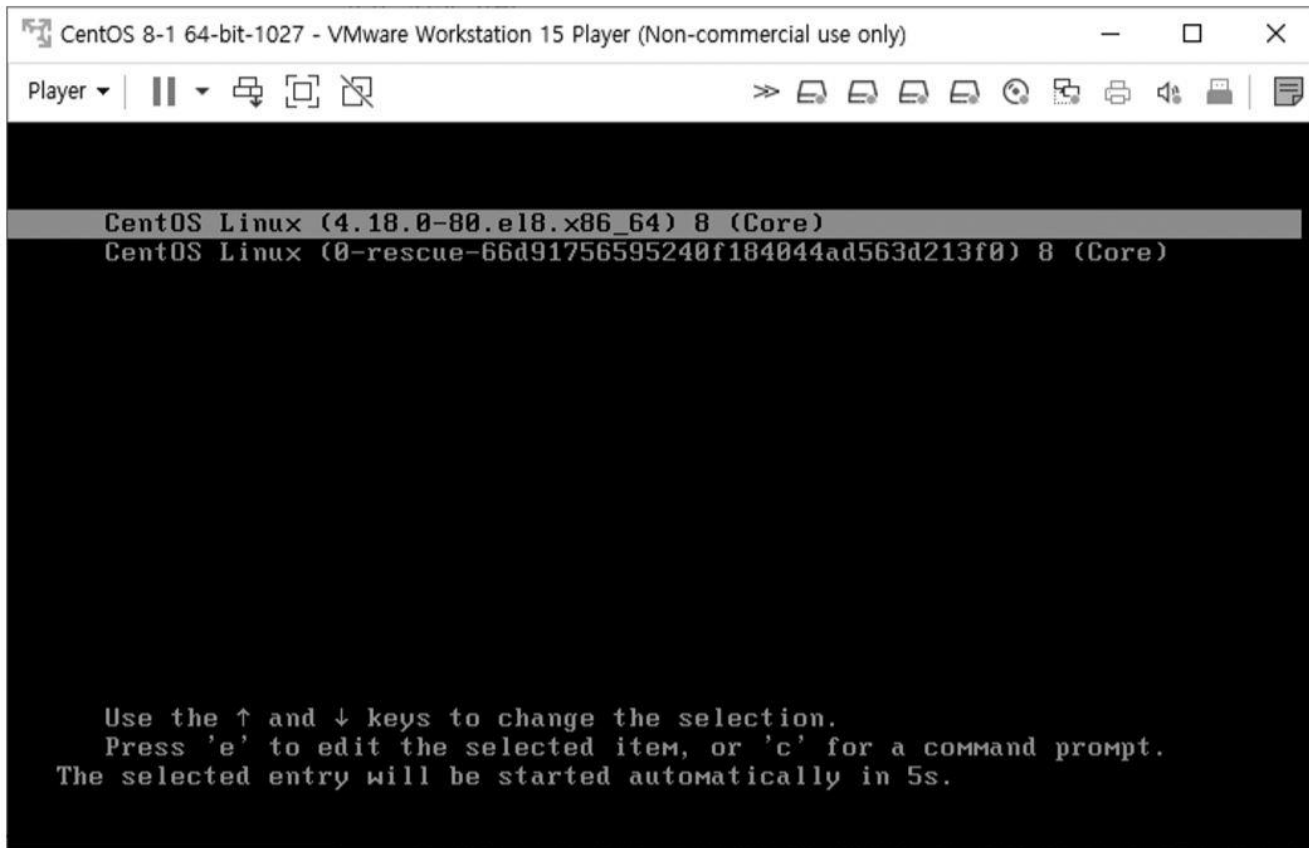 CentOS 8-1 64-bit-1027 - VMware Workstation 15 Player (Non-commercial use only)
Player
CentOS Linux (4.18.0-80.el8.x86_64) 8 (Core)
CentOS Linux (0-rescue-66d91756595240f184044ad563d213f0) 8 (Core)
Use the ↑ and ↓ keys to change the selection.
Press 'e' to edit the selected item, or 'c' for a command prompt.
The selected entry will be started automatically in 5s.